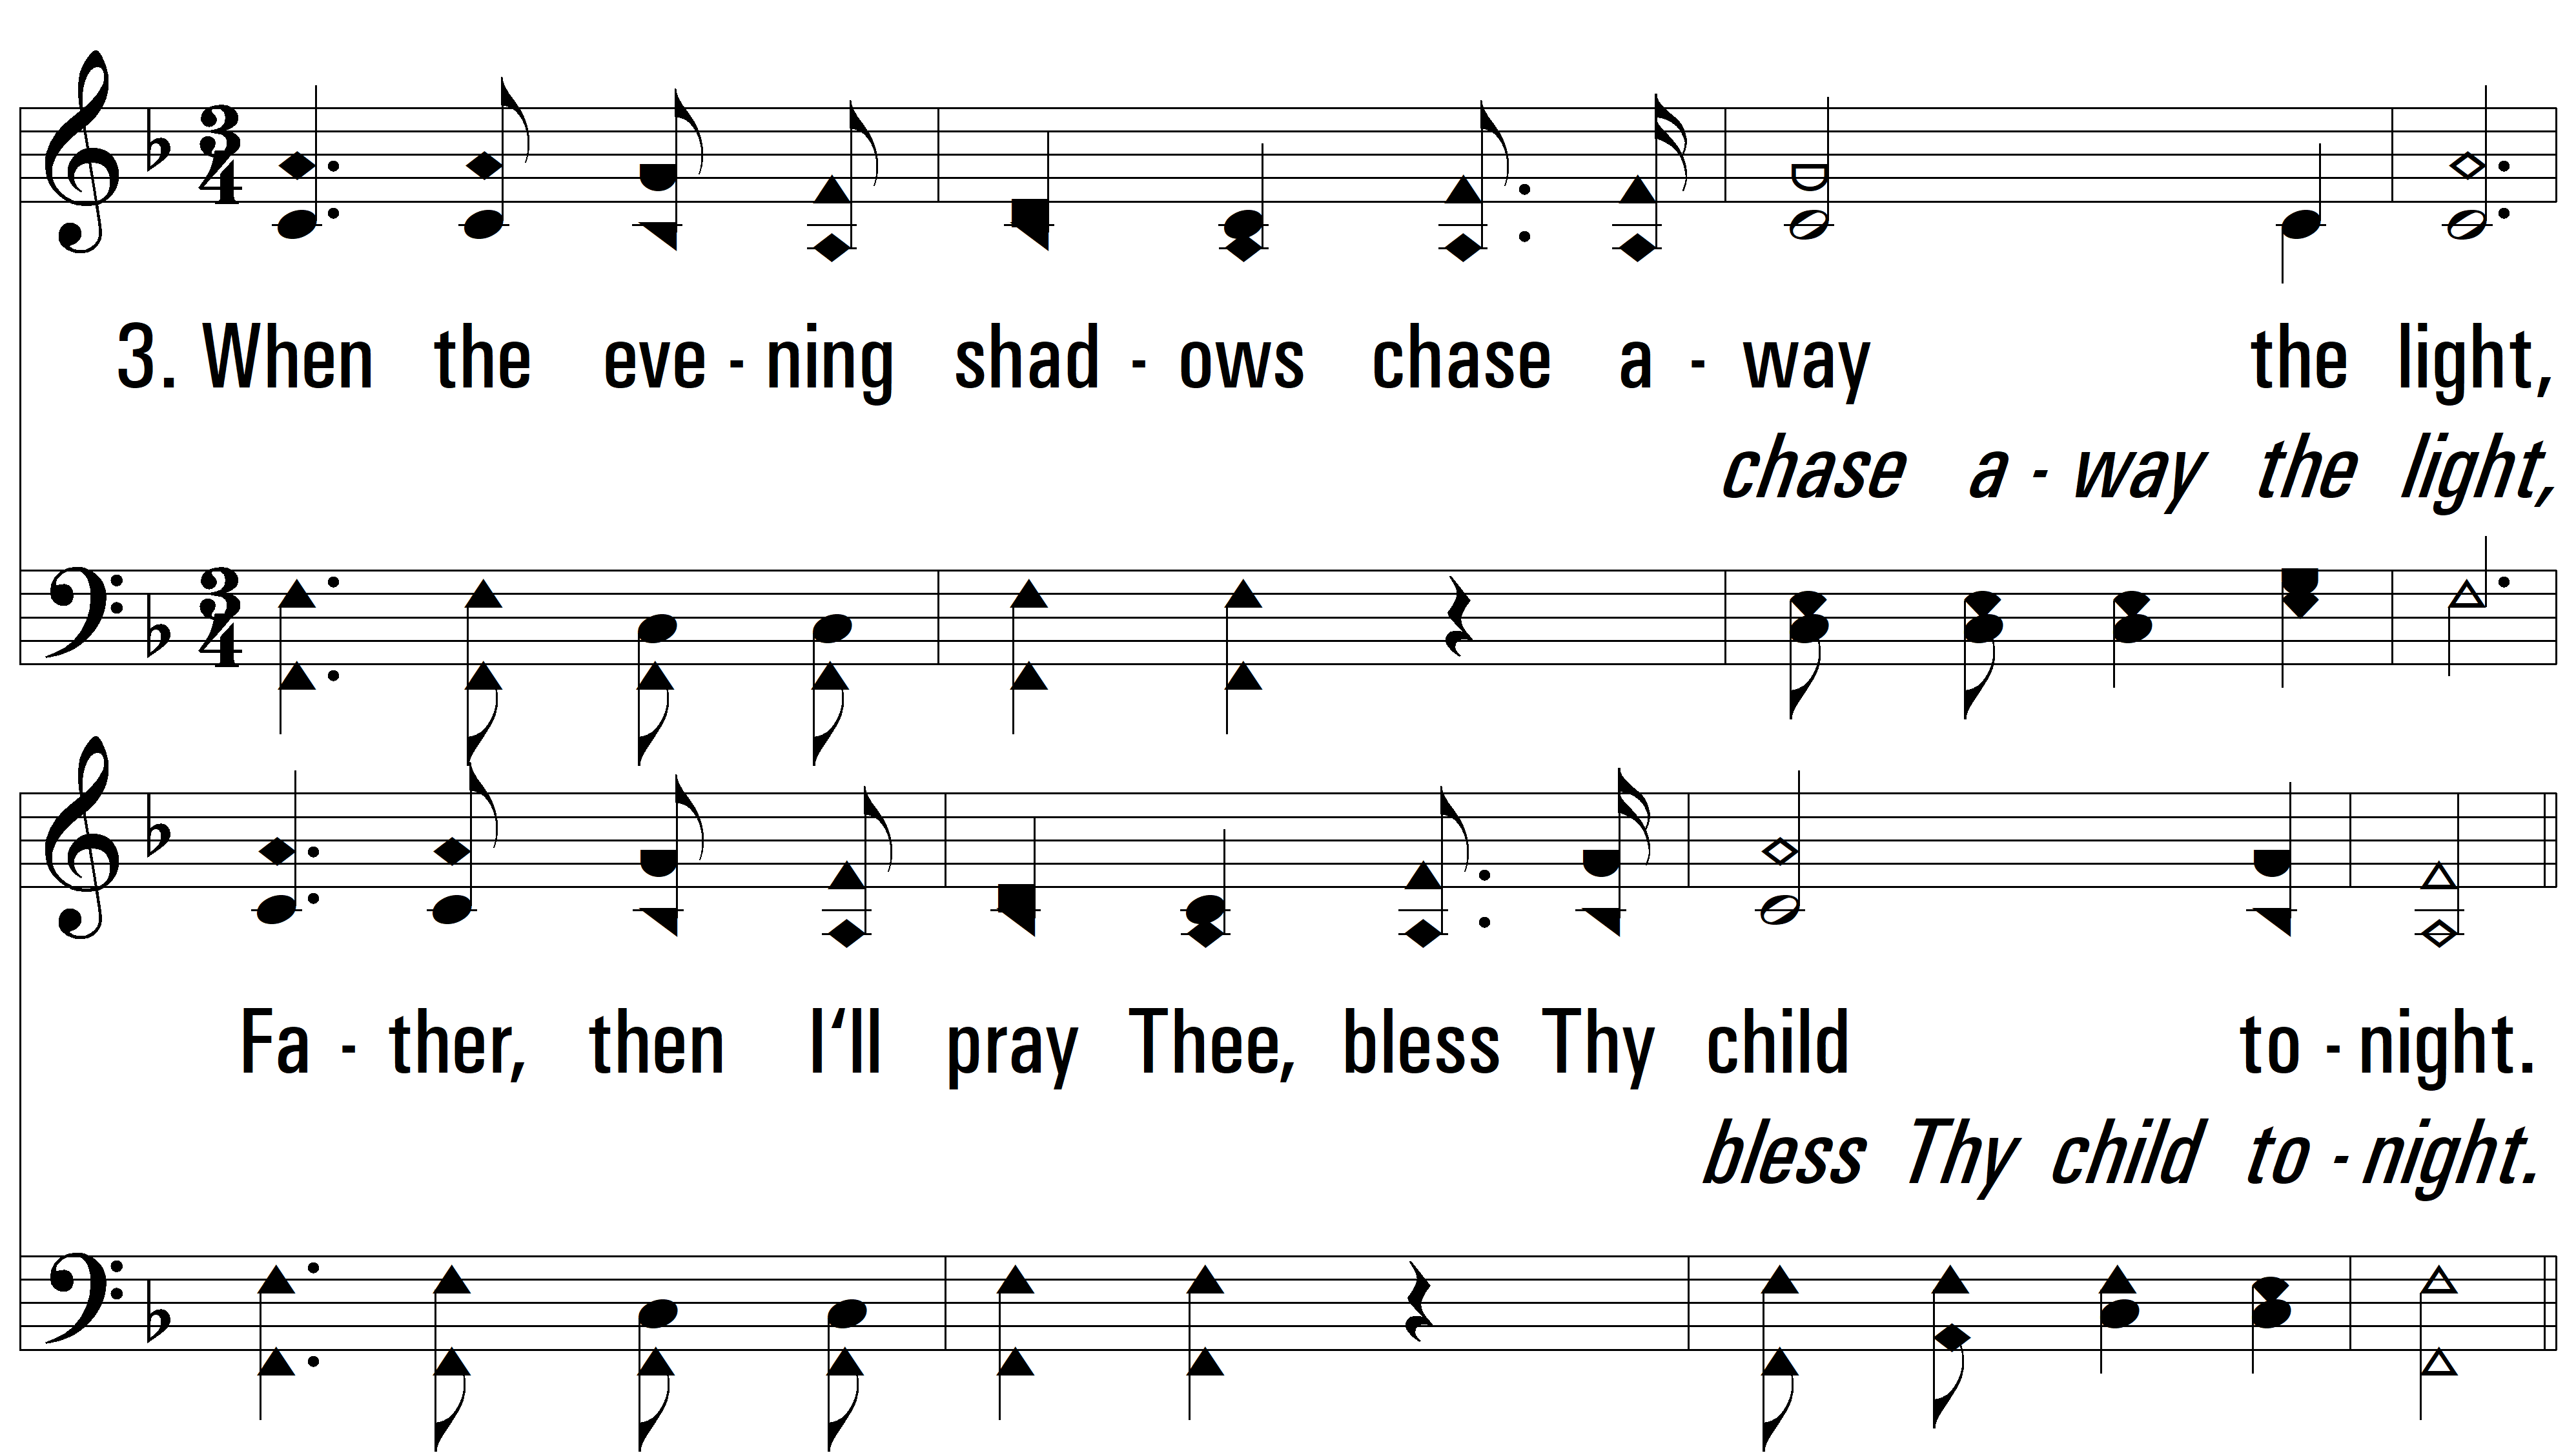 3. When the eve - ning shad - ows chase a - way the light,
chase a - way the light,
Fa - ther, then I‘ll pray Thee, bless Thy child to - night.
bless Thy child to - night.